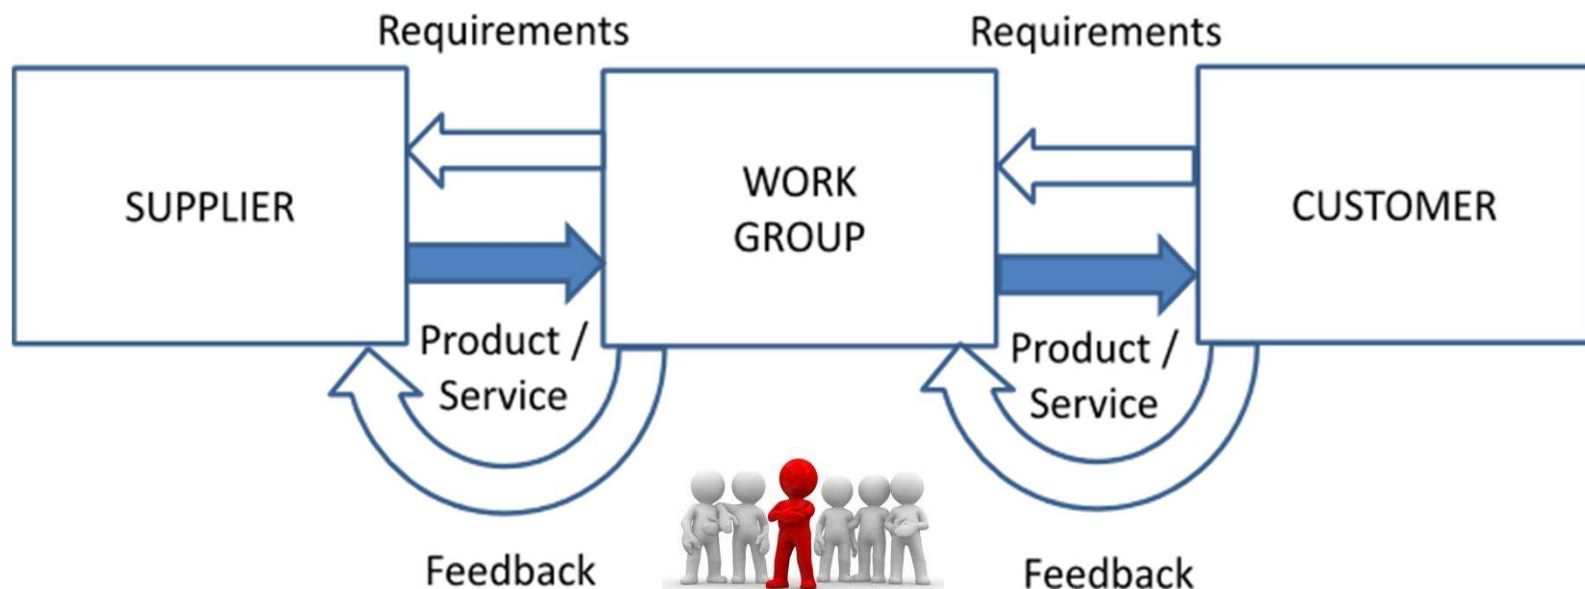 Requirements
Requirements
SUPPLIER
WORK
GROUP
CUSTOMER
Product /
Service
Product /
Service
Feedback
Feedback